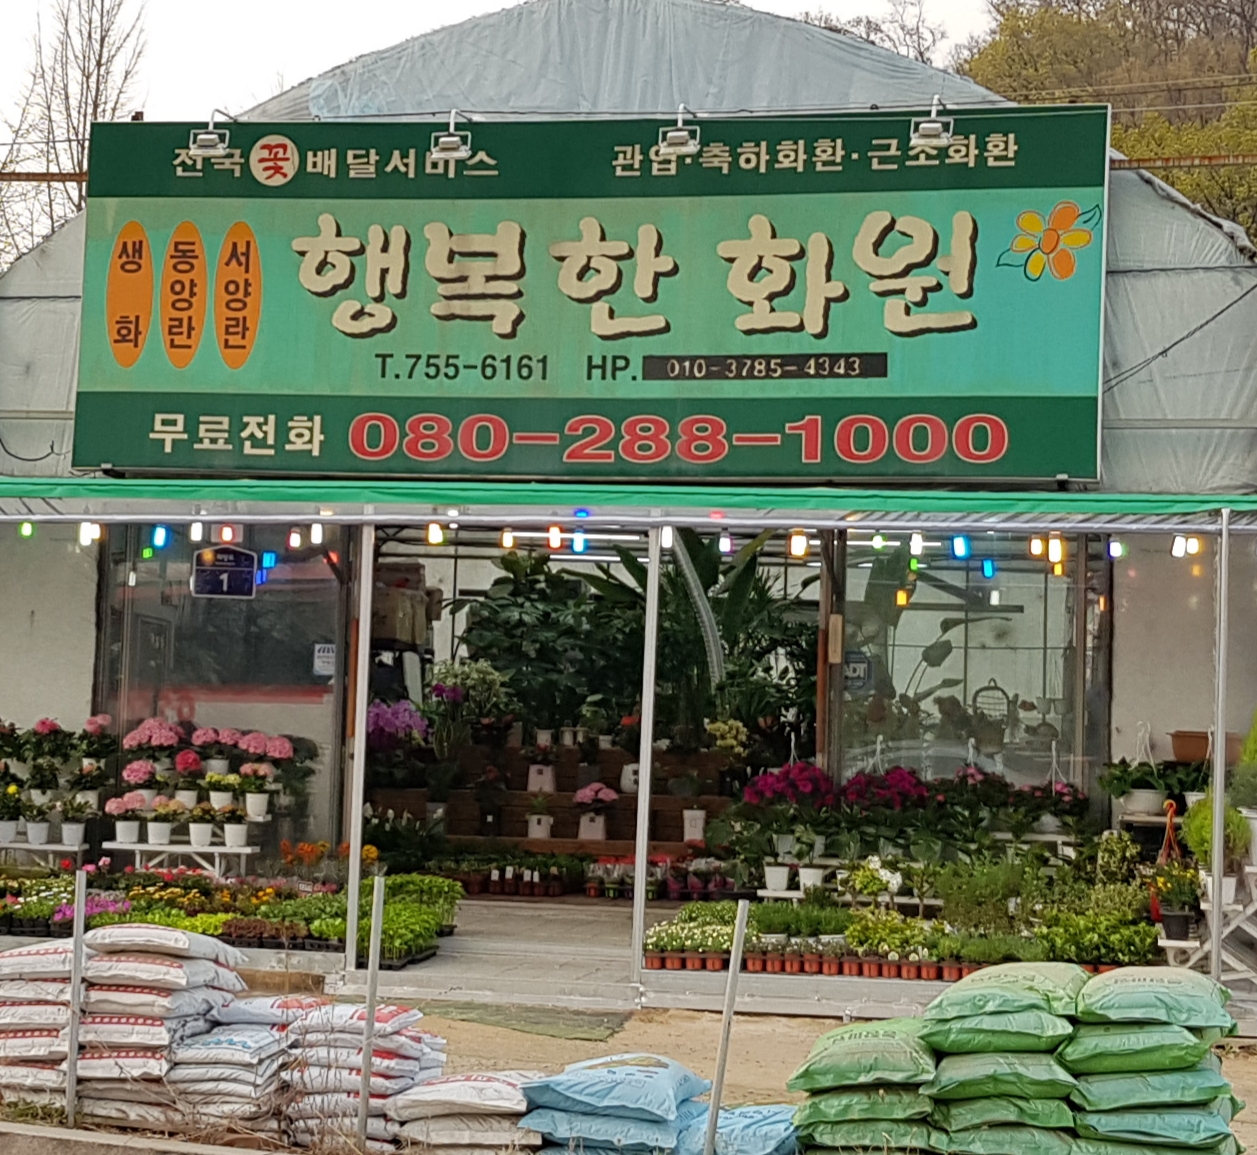 전국 꽃 배달서비스 관엽·축하화환·근조화환
생화 동양란 서양란
행복한 화원
T.755-6161 HP. 010-3785-4343
무료전화 080-288-1000
1